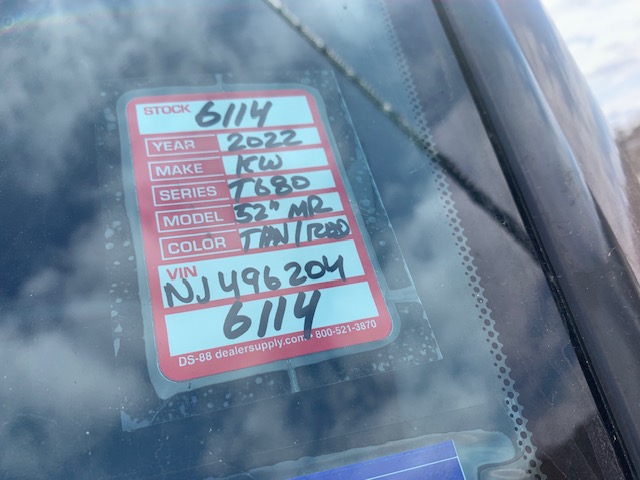 STOCK 6114
YEAR 2022
MAKE KW
SERIES T680
MODEL 52" MR
COLOR TAN/RED
VIN
NJ496204
6114
DS-88 dealersupply.com • 800-521-3870